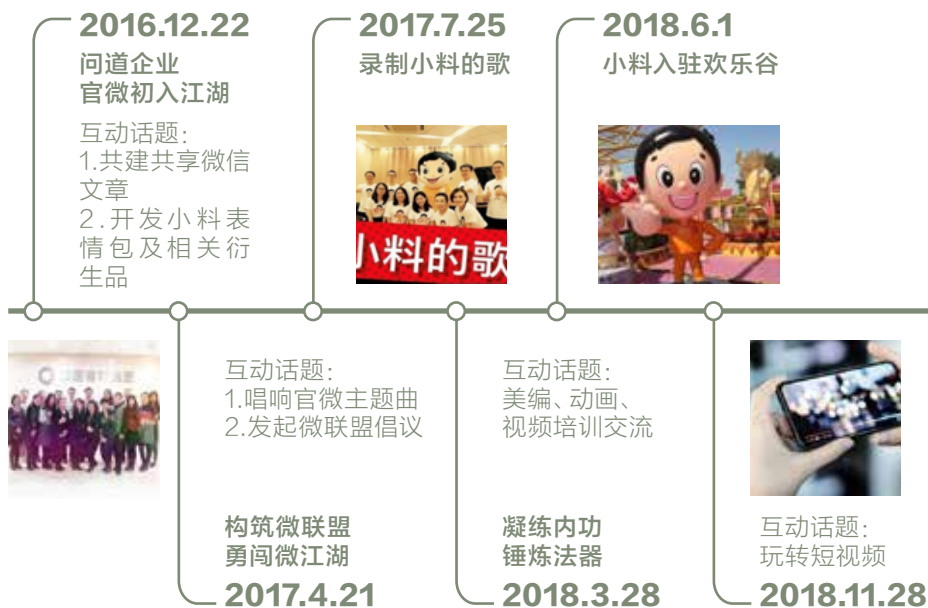 2016.12.22
问道企业
官微初入江湖
互动话题：
1.共建共享微信
文章
2.开发小料表
情包及相关衍
生品
2017.7.25
录制小料的歌
小料的歌
2018.6.1
小料入驻欢乐谷
互动话题：
1.唱响官微主题曲
2.发起微联盟倡议
构筑微联盟
勇闯微江湖
2017.4.21
互动话题：
美编、动画、
视频培训交流
凝练内功
锤炼法器
2018.3.28
互动话题：
玩转短视频
2018.11.28